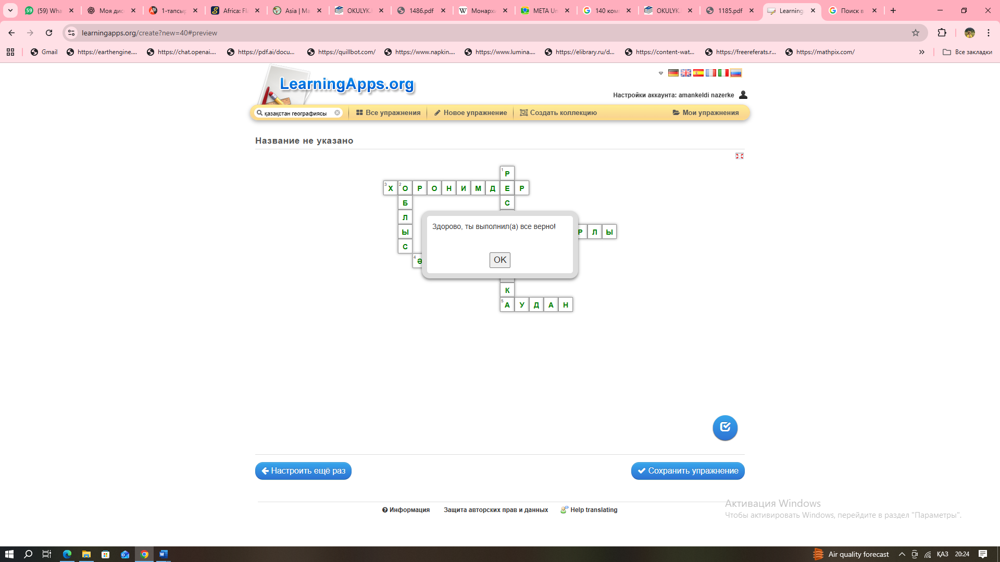 (59) Wha
Моя дис
1-тапсыр
Africa: Fl
Asia | Ma
OKULYK.
1486.pdf
Монархи
META Un
140 ком
OKULYK.
1185.pdf
Learning
Поиск в
learningapps.org/create?new=40#preview
Gmail
https://earthengine....
https://chat.openai....
https://pdf.ai/docu...
https://quillbot.com/
https://www.napkin....
https://www.lumina....
https://elibrary.ru/d...
https://content-wat...
https://freereferats.r...
https://mathpix.com/
Все закладки
LearningApps.org
Настройки аккаунта: amankeldi nazerke
қазақстан географиясы
Все упражнения
Новое упражнение
Создать коллекцию
Мои упражнения
Название не указано
1 Р
3 Х 2 О Р О Н И М Д Е Р
Б С
Л
Ы Р Л Ы
С
4 Ә
К
5 А У Д А Н
Здорово, ты выполнил(а) все верно!
OK
Настроить ещё раз
Сохранить упражнение
Активация Windows
Чтобы активировать Windows, перейдите в раздел "Параметры".
Информация
Защита авторских прав и данных
Help translating
Air quality forecast
ҚАЗ
20:24